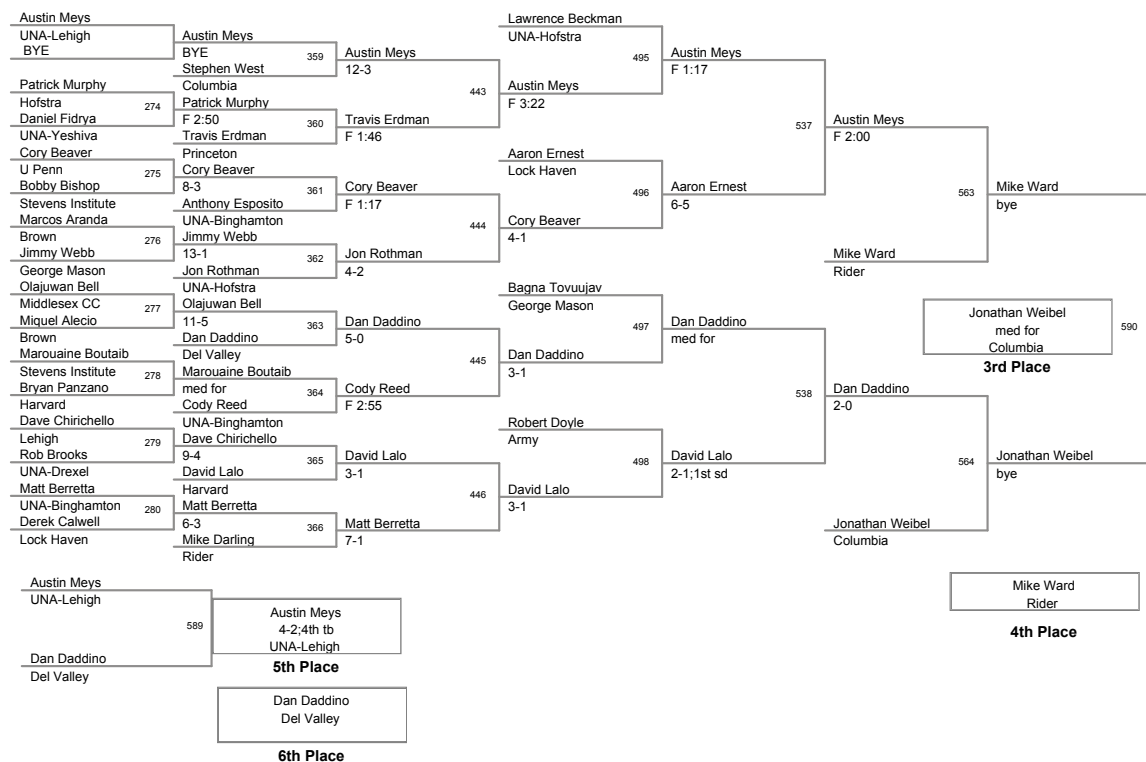 Austin Meys
UNA-Lehigh
BYE
Patrick Murphy
Hofstra
274
Daniel Fidrya
UNA-Yeshiva
Cory Beaver
U Penn
275
Bobby Bishop
Stevens Institute
Marcos Aranda
Brown
276
Jimmy Webb
George Mason
Olajuwan Bell
Middlesex CC
277
Miquel Alecio
Brown
Marouaine Boutaib
Stevens Institute
278
Bryan Panzano
Harvard
Dave Chirichello
Lehigh
279
Rob Brooks
UNA-Drexel
Matt Berretta
UNA-Binghamton
280
Derek Calwell
Lock Haven
Austin Meys
BYE
359
Stephen West
Columbia
Patrick Murphy
F 2:50
360
Travis Erdman
Princeton
Cory Beaver
8-3
361
Anthony Esposito
UNA-Binghamton
Jimmy Webb
13-1
362
Jon Rothman
UNA-Hofstra
Olajuwan Bell
11-5
363
Dan Daddino
Del Valley
Marouaine Boutaib
med for
364
Cody Reed
UNA-Binghamton
Dave Chirichello
9-4
365
David Lalo
Harvard
Matt Berretta
6-3
366
Mike Darling
Rider
Austin Meys
12-3
443
Travis Erdman
F 1:46
Cory Beaver
F 1:17
444
Jon Rothman
4-2
Dan Daddino
5-0
445
Cody Reed
F 2:55
David Lalo
3-1
446
Matt Berretta
7-1
Lawrence Beckman
UNA-Hofstra
495
Austin Meys
F 3:22
Aaron Ernest
Lock Haven
496
Cory Beaver
4-1
Bagna Tovuujav
George Mason
497
Dan Daddino
3-1
Robert Doyle
Army
498
David Lalo
3-1
Austin Meys
F 1:17
537
Aaron Ernest
6-5
Dan Daddino
med for
538
David Lalo
2-1;1st sd
Austin Meys
F 2:00
563
Mike Ward
Rider
Dan Daddino
2-0
564
Jonathan Weibel
Columbia
Mike Ward
bye
Jonathan Weibel
bye
Jonathan Weibel
med for
Columbia
590
3rd Place
Mike Ward
Rider
4th Place
Austin Meys
UNA-Lehigh
589
Dan Daddino
Del Valley
Austin Meys
4-2;4th tb
UNA-Lehigh
5th Place
Dan Daddino
Del Valley
6th Place